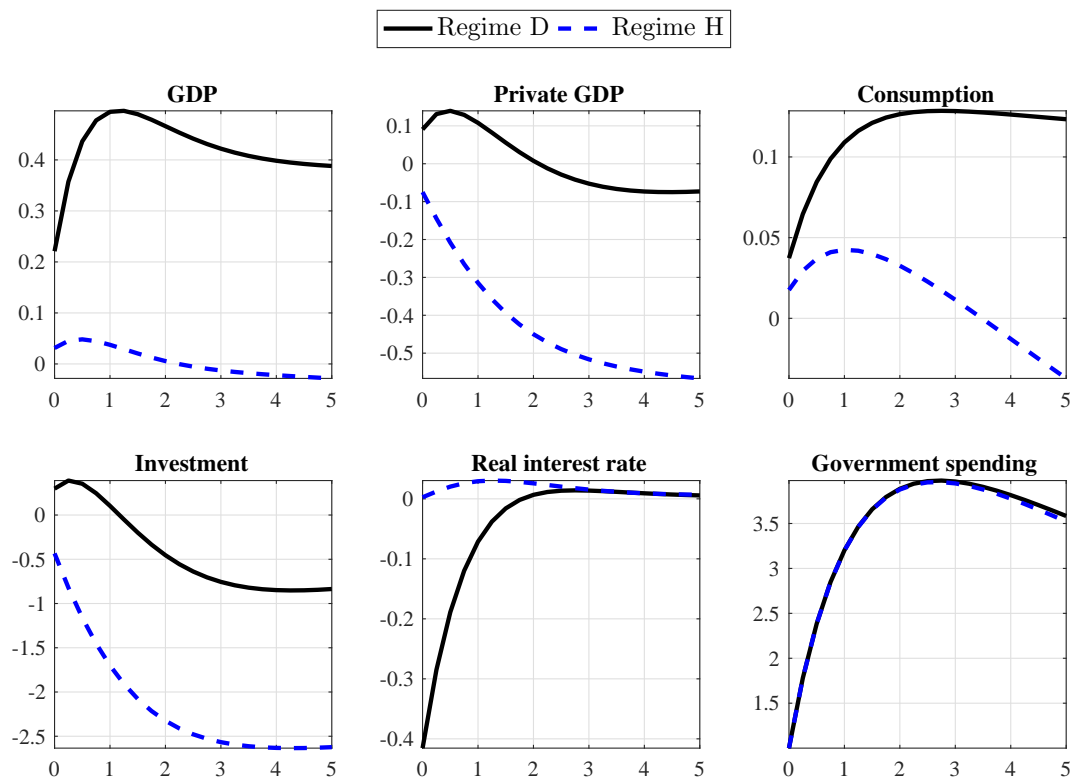 Regime D Regime H
GDP
0.4
0.3
0.2
0.1
0
0 1 2 3 4 5
Private GDP
0.1
0
-0.1
-0.2
-0.3
-0.4
-0.5
0 1 2 3 4 5
Consumption
0.1
0.05
0
0 1 2 3 4 5
Investment
0
-0.5
-1
-1.5
-2
-2.5
0 1 2 3 4 5
Real interest rate
0
-0.1
-0.2
-0.3
-0.4
0 1 2 3 4 5
Government spending
3.5
3
2.5
2
1.5
0 1 2 3 4 5